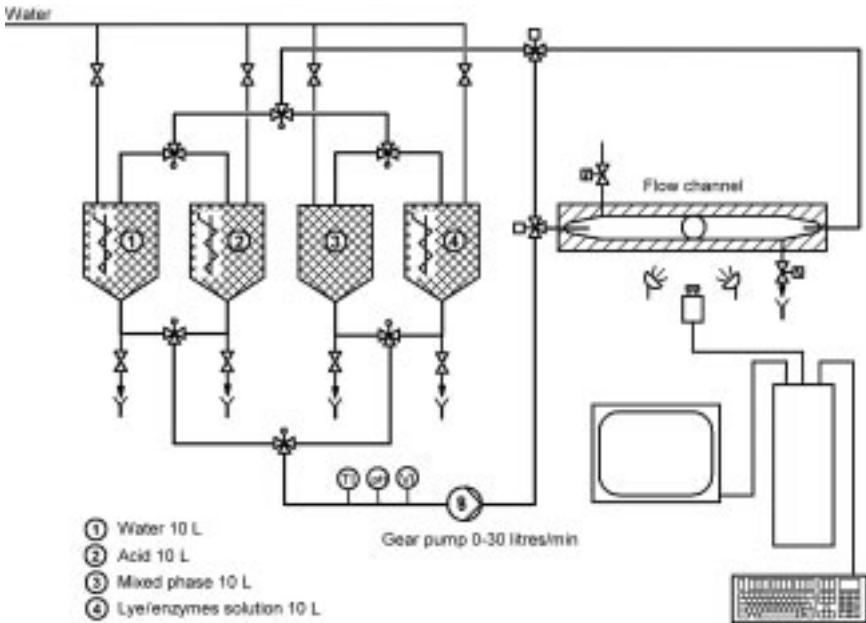 Water
1
2
3
4
Flow channel
TI
pH
Gear pump 0-30 litres/min
1 Water 10 L
2 Acid 10 L
3 Mixed phase 10 L
4 Lye/enzymes solution 10 L